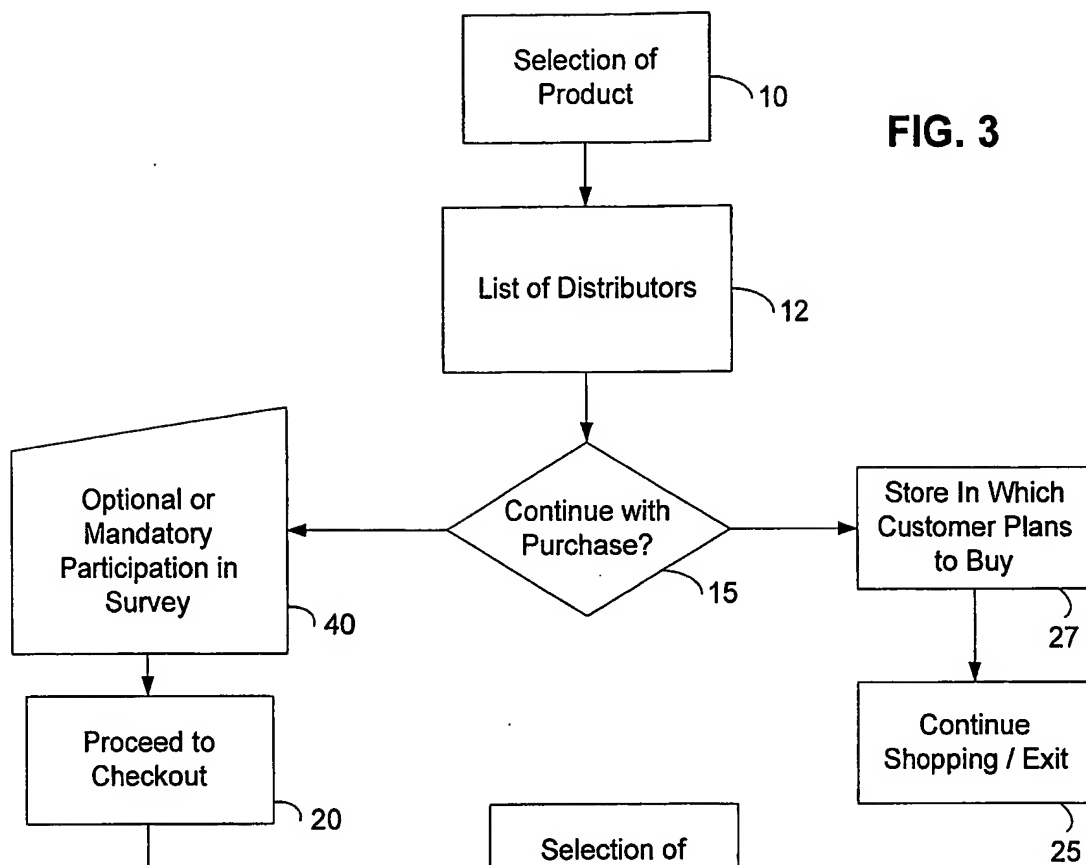 Selection of
Product
10
FIG. 3
List of Distributors
12
Continue with
Purchase?
15
Optional or
Mandatory
Participation in
Survey
40
Store In Which
Customer Plans
to Buy
27
Proceed to
Checkout
20
Continue
Shopping / Exit
25
Selection of